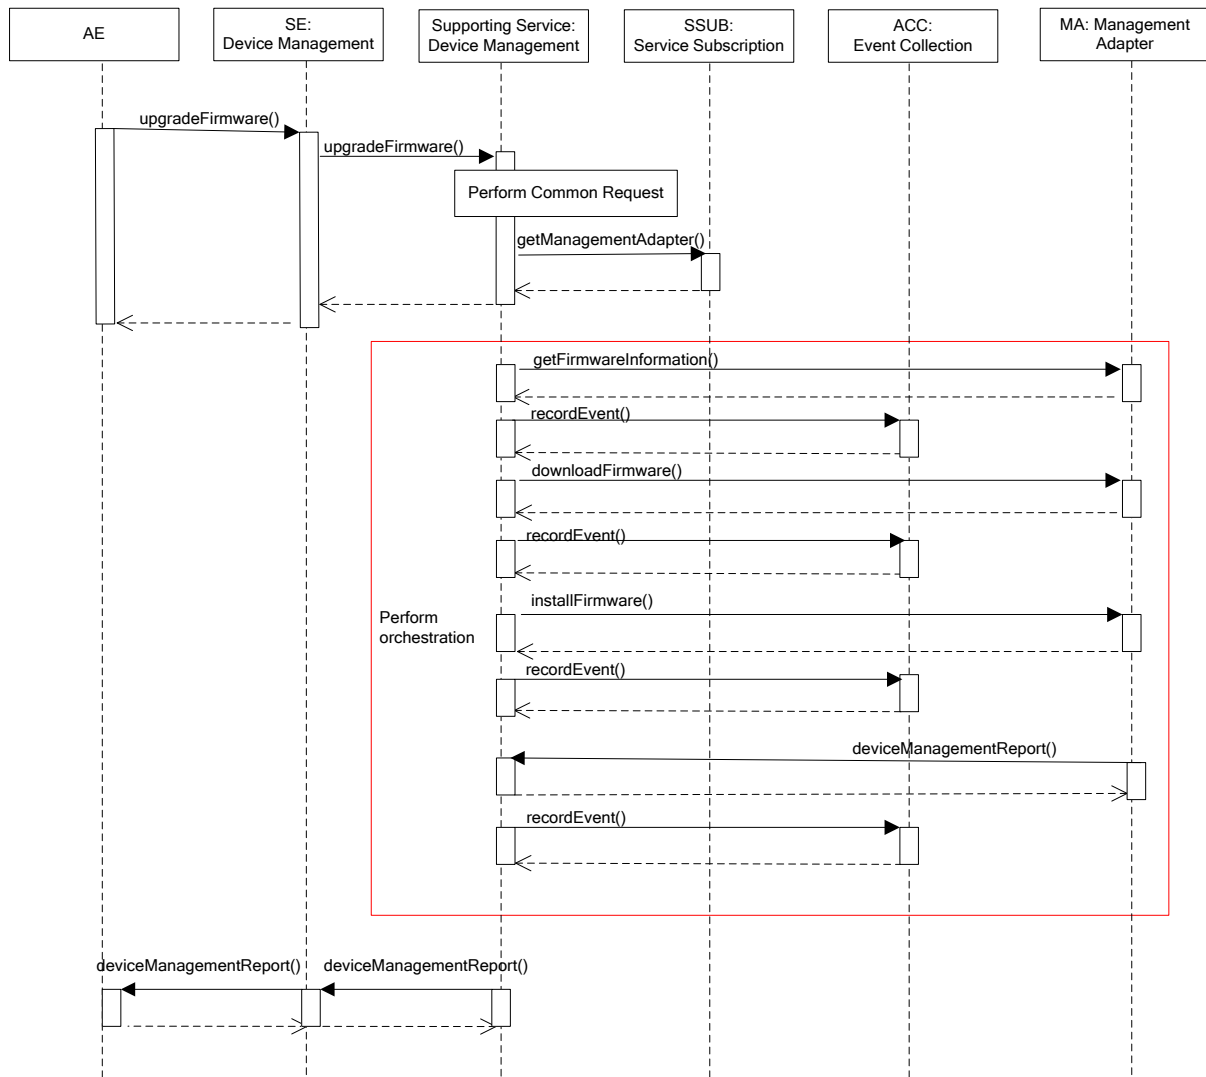 AE
SE:
Device Management
Supporting Service:
Device Management
SSUB:
Service Subscription
ACC:
Event Collection
MA: Management
Adapter
upgradeFirmware()
upgradeFirmware()
Perform Common Request
getManagementAdapter()
getFirmwareInformation()
recordEvent()
downloadFirmware()
recordEvent()
installFirmware()
Perform
orchestration
recordEvent()
deviceManagementReport()
recordEvent()
deviceManagementReport()
deviceManagementReport()